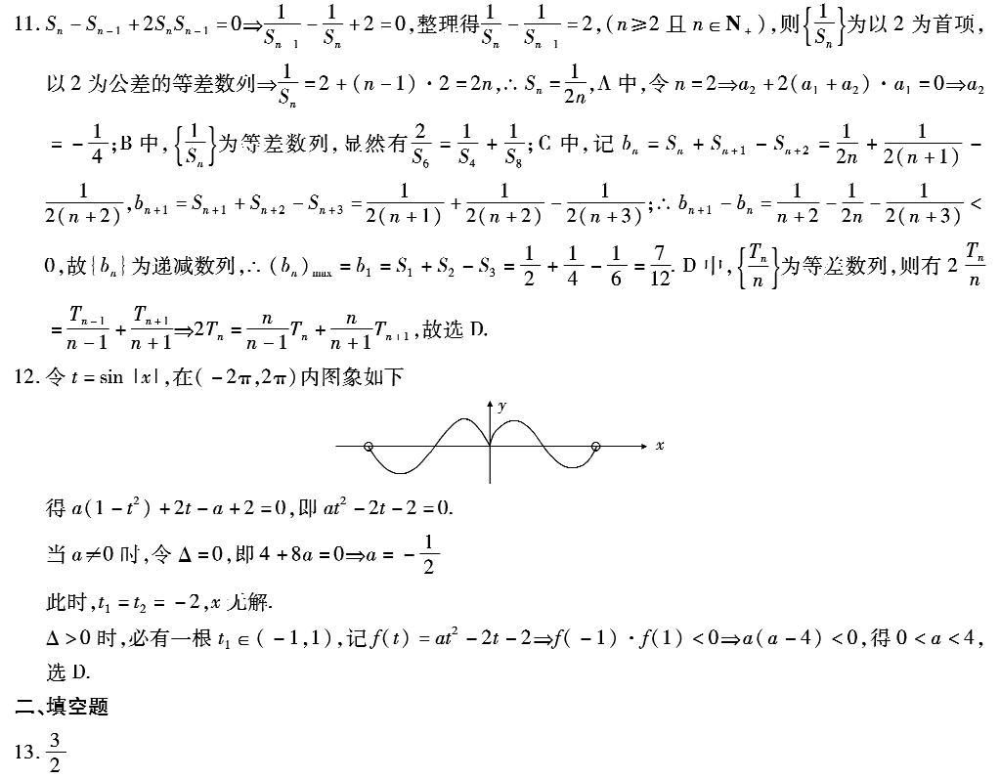 11. Sₙ - Sₙ₋₁ + 2SₙSₙ₋₁ = 0⇒1/Sₙ₋₁ - 1/Sₙ + 2 = 0,整理得1/Sₙ - 1/Sₙ₋₁ = 2,(n≥2 且 n∈N₊),则{1/Sₙ}为以 2 为首项,
以 2 为公差的等差数列⇒1/Sₙ = 2 + (n - 1)·2 = 2n,∴ Sₙ = 1/2n,A 中,令 n = 2⇒a₂ + 2(a₁ + a₂)·a₁ = 0⇒a₂
= - 1/4;B 中,{1/Sₙ}为等差数列,显然有2/S₆ = 1/S₄ + 1/S₈;C 中,记 bₙ = Sₙ + Sₙ₊₁ - Sₙ₊₂ = 1/2n + 1/2(n + 1) -
1/2(n + 2),bₙ₊₁ = Sₙ₊₁ + Sₙ₊₂ - Sₙ₊₃ = 1/2(n + 1) + 1/2(n + 2) - 1/2(n + 3);∴ bₙ₊₁ - bₙ = 1/n + 2 - 1/2n - 1/2(n + 3) <
0,故{bₙ}为递减数列,∴ (bₙ)max = b₁ = S₁ + S₂ - S₃ = 1/2 + 1/4 - 1/6 = 7/12. D 中,{Tₙ/n}为等差数列,则有 2 Tₙ/n
= Tₙ₋₁/n - 1 + Tₙ₊₁/n + 1⇒2Tₙ = n/n - 1 Tₙ + n/n + 1 Tₙ₊₁,故选 D.
12. 令 t = sin |x|,在( - 2π,2π)内图象如下
y
x
得 a(1 - t²) + 2t - a + 2 = 0,即 at² - 2t - 2 = 0.
当 a≠0 时,令 Δ = 0,即 4 + 8a = 0⇒a = - 1/2
此时,t₁ = t₂ = - 2,x 无解.
Δ > 0 时,必有一根 t₁∈( - 1,1),记 f(t) = at² - 2t - 2⇒f( - 1)·f(1) < 0⇒a(a - 4) < 0,得 0 < a < 4,
选 D.
二、填空题
13. 3/2